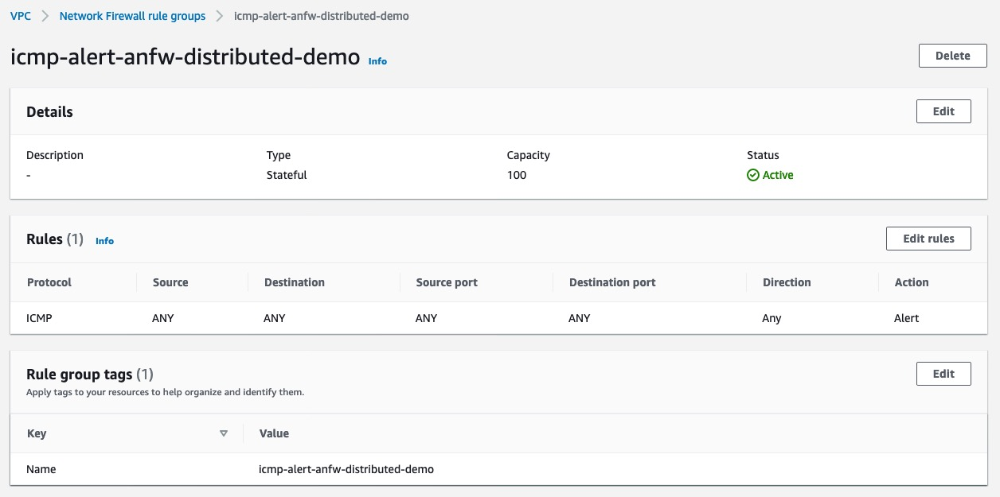 VPC > Network Firewall rule groups > icmp-alert-anfw-distributed-demo
icmp-alert-anfw-distributed-demo Info Delete
Details Edit
Description Type Capacity Status
- Stateful 100 Active
Rules (1) Info Edit rules
Protocol Source Destination Source port Destination port Direction Action
ICMP ANY ANY ANY ANY Any Alert
Rule group tags (1) Edit
Apply tags to your resources to help organize and identify them.
Key Value
Name icmp-alert-anfw-distributed-demo